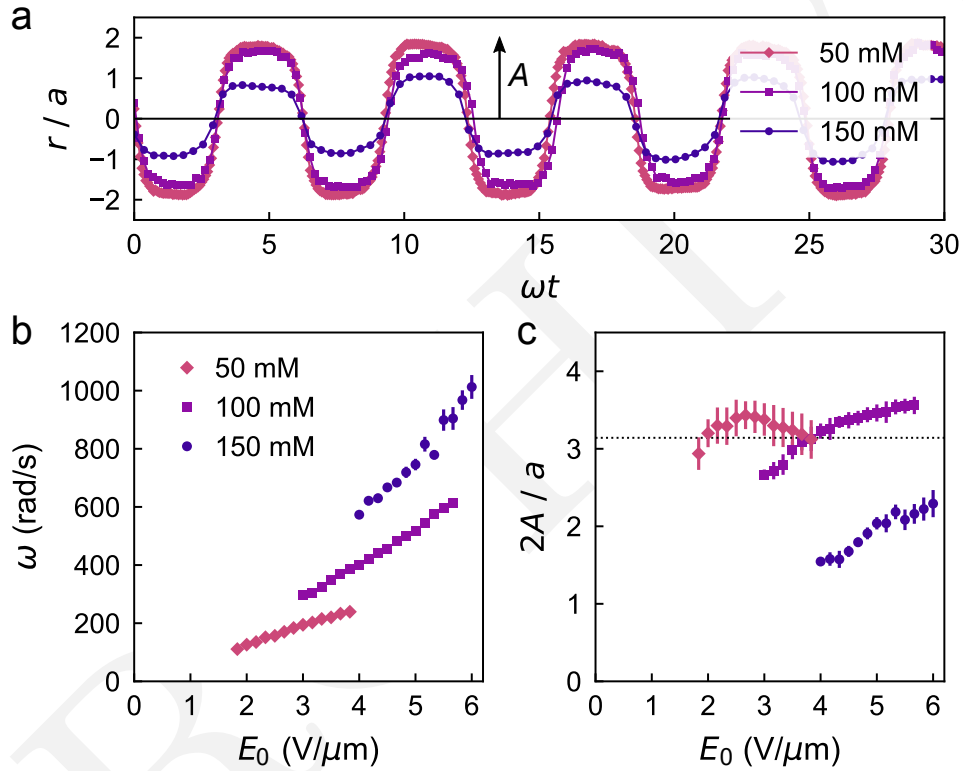 a
2
1
0
−1
−2
r / a
A
50 mM
100 mM
150 mM
0 5 10 15 20 25 30
ωt
b
1200
1000
800
600
400
200
0
ω (rad/s)
50 mM
100 mM
150 mM
0 1 2 3 4 5 6
E₀ (V/μm)
c
4
3
2
1
0
2A / a
0 1 2 3 4 5 6
E₀ (V/μm)